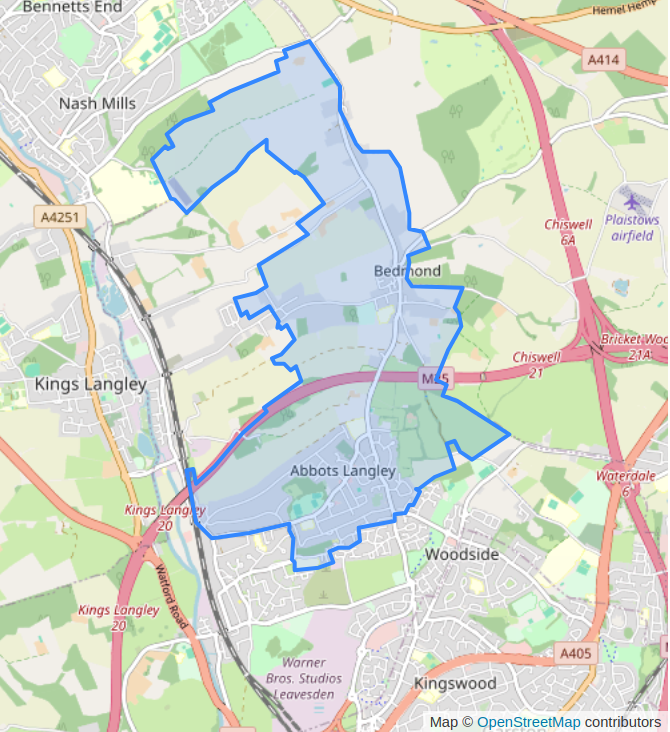 Bennetts End
Hemel Hemp
A414
Nash Mills
A4251
Chiswell
6A
Plaistows
airfield
Bedmond
Bricket Woo
21A
Chiswell
21
M25
Kings Langley
Abbots Langley
Waterdale
6
Kings Langley
20
Woodside
Watford Road
Kings Langley
20
A405
Warner
Bros. Studios
Leavesden
Kingswood
Map © OpenStreetMap contributors